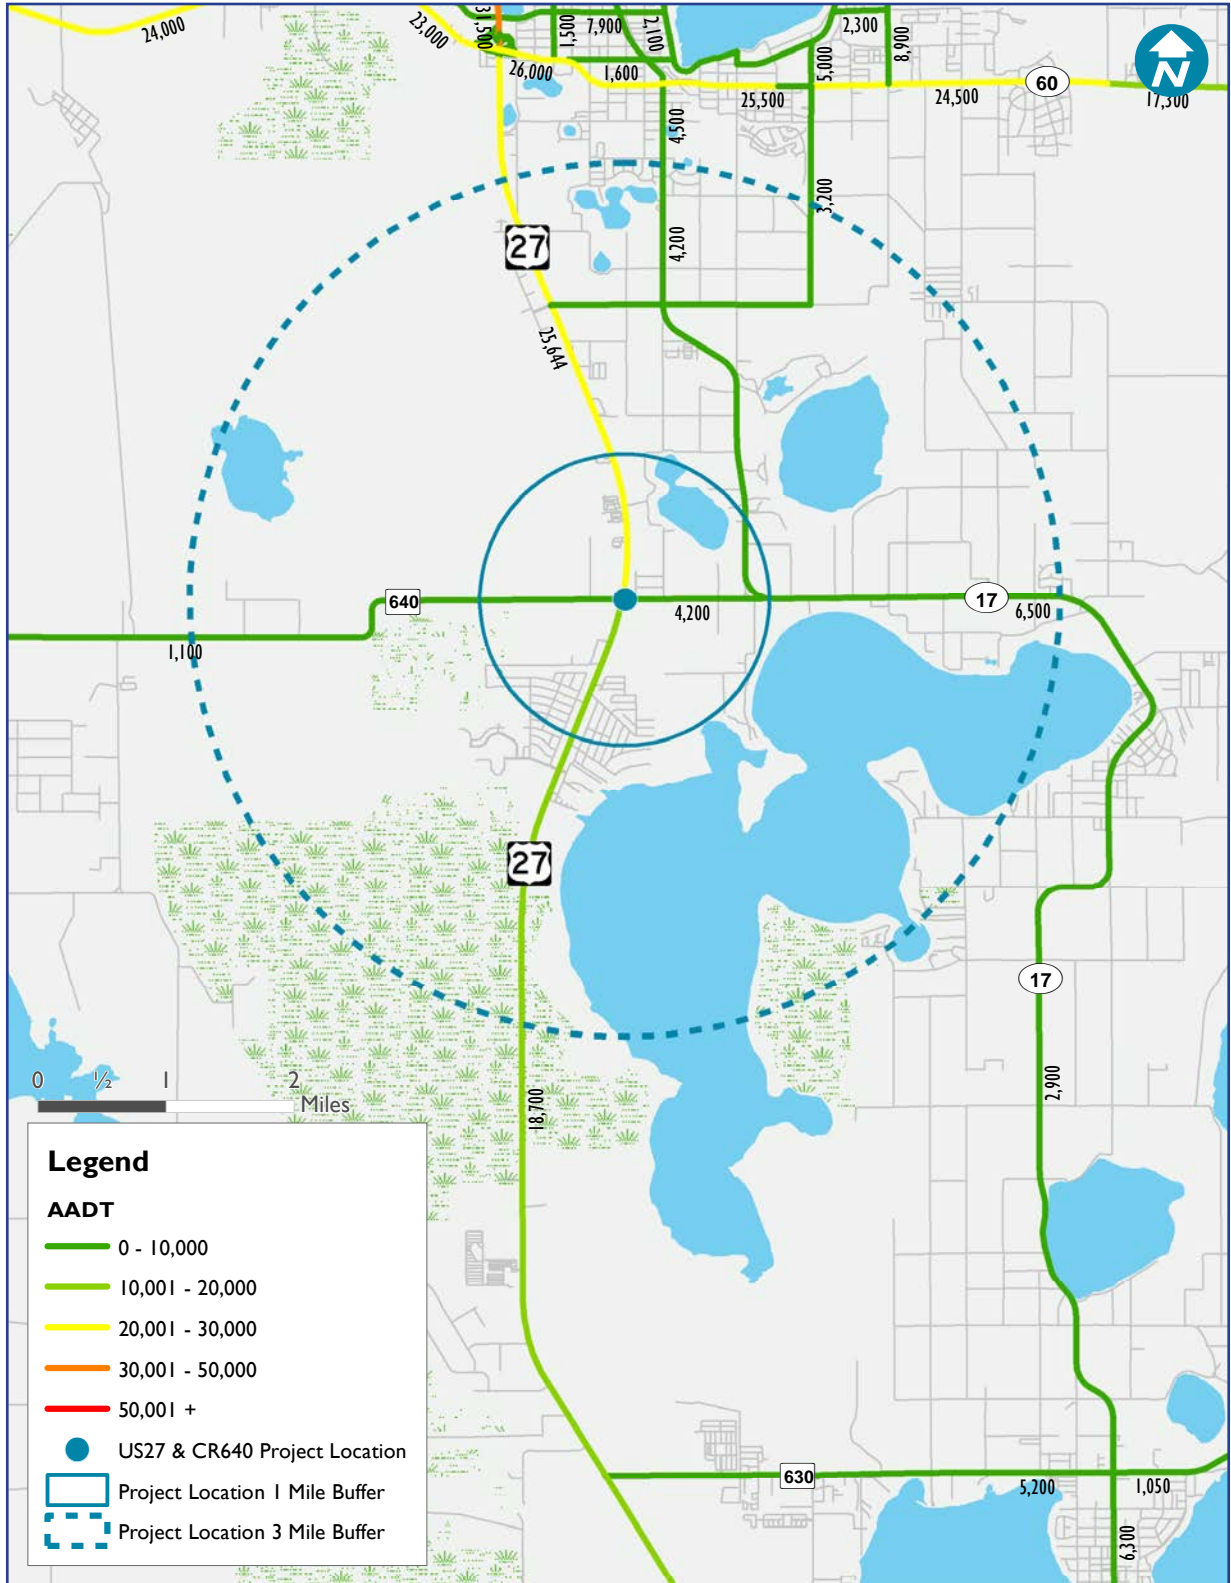 24,000
23,000
31,500
1,500
7,900
2,100
2,300
8,900
5,000
26,000
1,600
25,500
24,500
60
17,300
N
4,500
3,200
4,200
27
25,644
640
4,200
17
6,500
1,100
27
17
2,900
18,700
0 ½ 1 2
Miles
Legend
AADT
0 - 10,000
10,001 - 20,000
20,001 - 30,000
30,001 - 50,000
50,001 +
US27 & CR640 Project Location
Project Location 1 Mile Buffer
Project Location 3 Mile Buffer
630
5,200
1,050
6,300